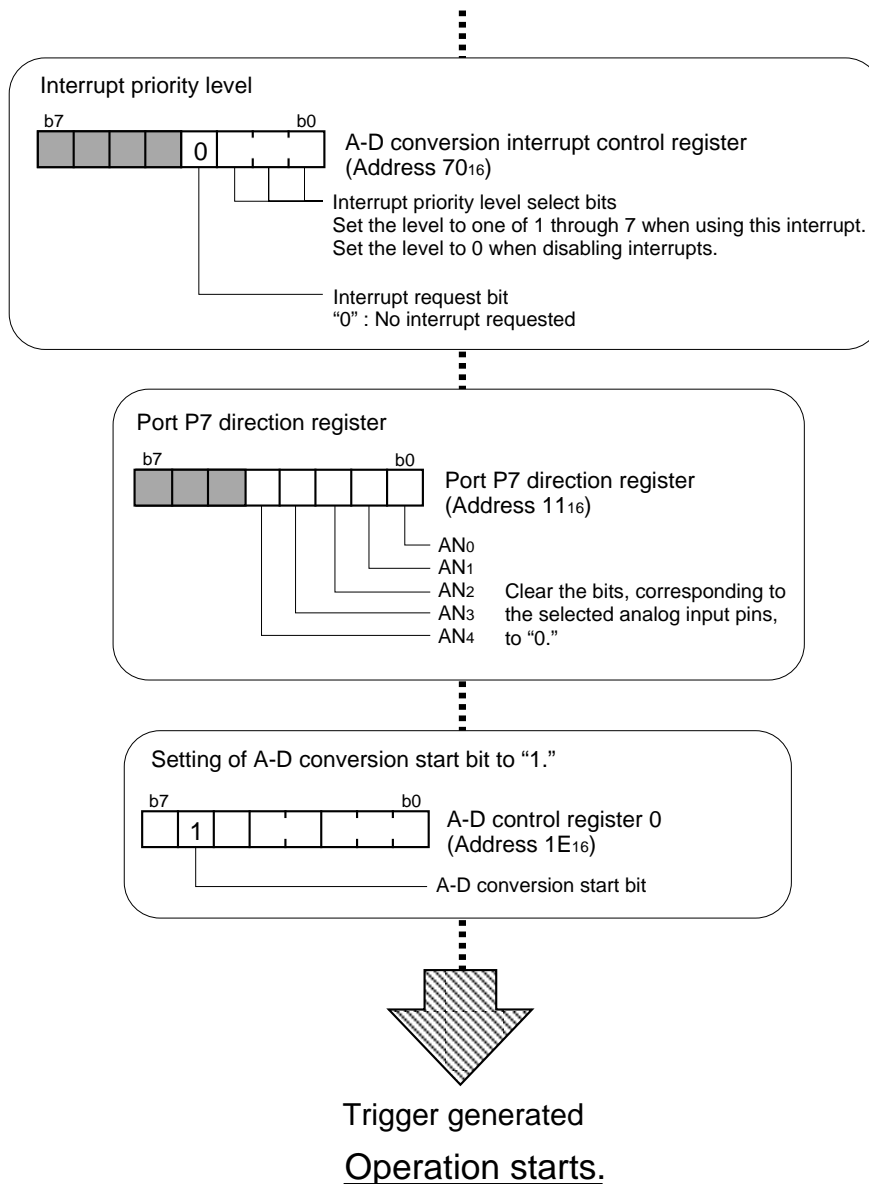 Interrupt priority level
b7 b0
0
A-D conversion interrupt control register
(Address 7016)
Interrupt priority level select bits
Set the level to one of 1 through 7 when using this interrupt.
Set the level to 0 when disabling interrupts.
Interrupt request bit
“0” : No interrupt requested
Port P7 direction register
b7 b0
Port P7 direction register
(Address 1116)
AN0
AN1
AN2 Clear the bits, corresponding to
AN3 the selected analog input pins,
AN4 to “0.”
Setting of A-D conversion start bit to “1.”
b7 b0
1
A-D control register 0
(Address 1E16)
A-D conversion start bit
Trigger generated
Operation starts.